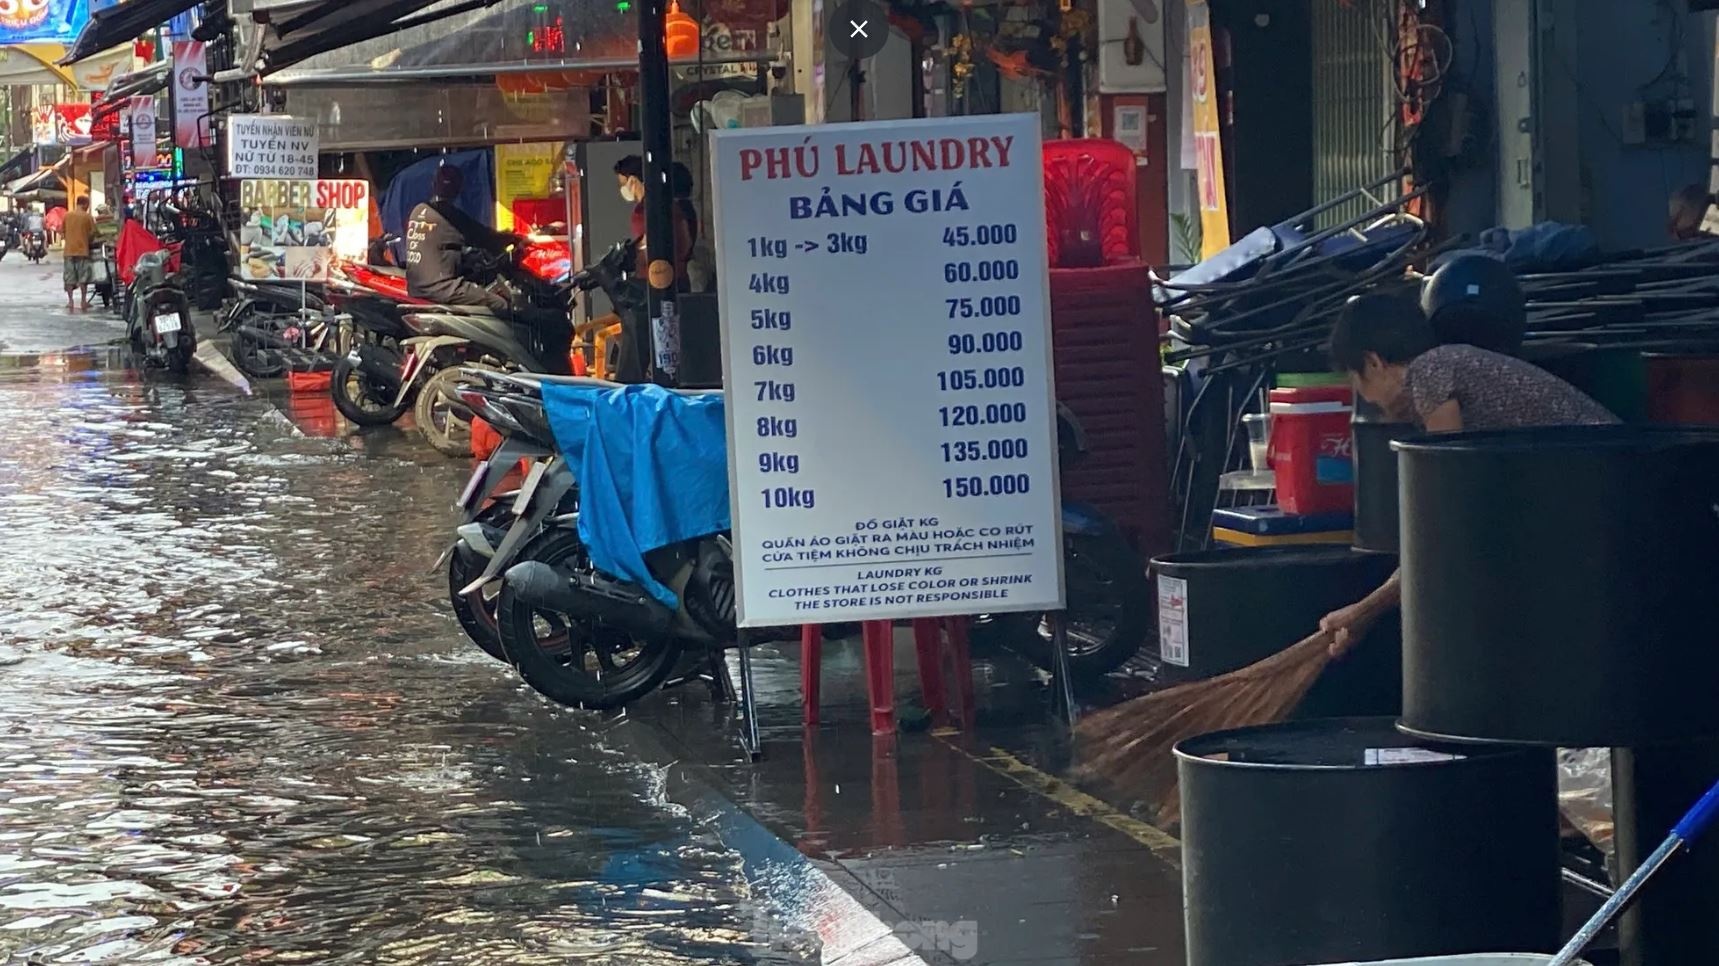 TUYỂN NHÂN VIÊN NỮ
TUYỂN NV
NỮ TỪ 18-45
ĐT: 0934 620 748
BARBER SHOP
PHÚ LAUNDRY
BẢNG GIÁ
1kg -> 3kg 45.000
4kg 60.000
5kg 75.000
6kg 90.000
7kg 105.000
8kg 120.000
9kg 135.000
10kg 150.000
ĐỒ GIẶT KG
QUẦN ÁO GIẶT RA MÀU HOẶC CO RÚT
CỬA TIỆM KHÔNG CHỊU TRÁCH NHIỆM
LAUNDRY KG
CLOTHES THAT LOSE COLOR OR SHRINK
THE STORE IS NOT RESPONSIBLE